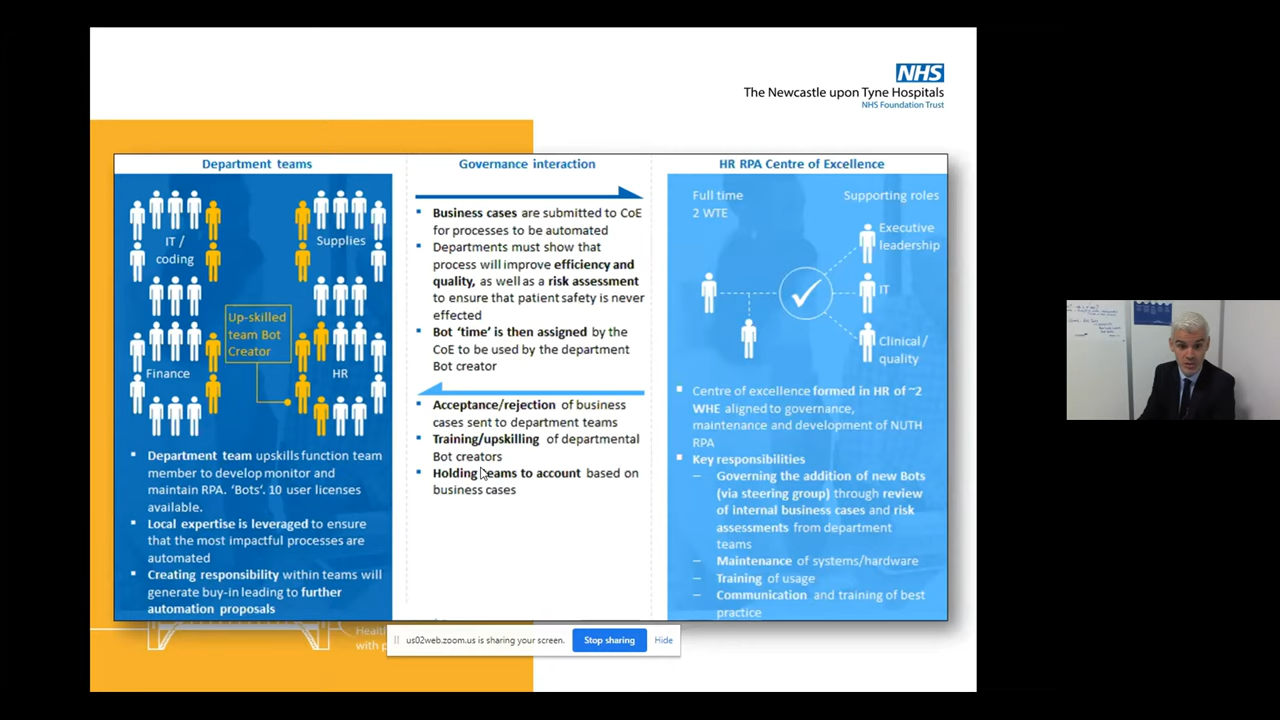 NHS
The Newcastle upon Tyne Hospitals
NHS Foundation Trust
Department teams
IT /
coding
Supplies
Up-skilled
team Bot
Creator
Finance
HR
Department team upskills function team
member to develop monitor and
maintain RPA. ‘Bots’. 10 user licenses
available.
Local expertise is leveraged to ensure
that the most impactful processes are
automated
Creating responsibility within teams will
generate buy-in leading to further
automation proposals
Governance interaction
Business cases are submitted to CoE
for processes to be automated
Departments must show that
process will improve efficiency and
quality, as well as a risk assessment
to ensure that patient safety is never
effected
Bot ‘time’ is then assigned by the
CoE to be used by the department
Bot creator
Acceptance/rejection of business
cases sent to department teams
Training/upskilling of departmental
Bot creators
Holding teams to account based on
business cases
HR RPA Centre of Excellence
Full time
2 WTE
Supporting roles
Executive
leadership
IT
Clinical /
quality
Centre of excellence formed in HR of ~2
WHE aligned to governance,
maintenance and development of NUTH
RPA
Key responsibilities
– Governing the addition of new Bots
(via steering group) through review
of internal business cases and risk
assessments from department
teams
– Maintenance of systems/hardware
– Training of usage
– Communication and training of best
practice
with p
us02web.zoom.us is sharing your screen.
Stop sharing
Hide